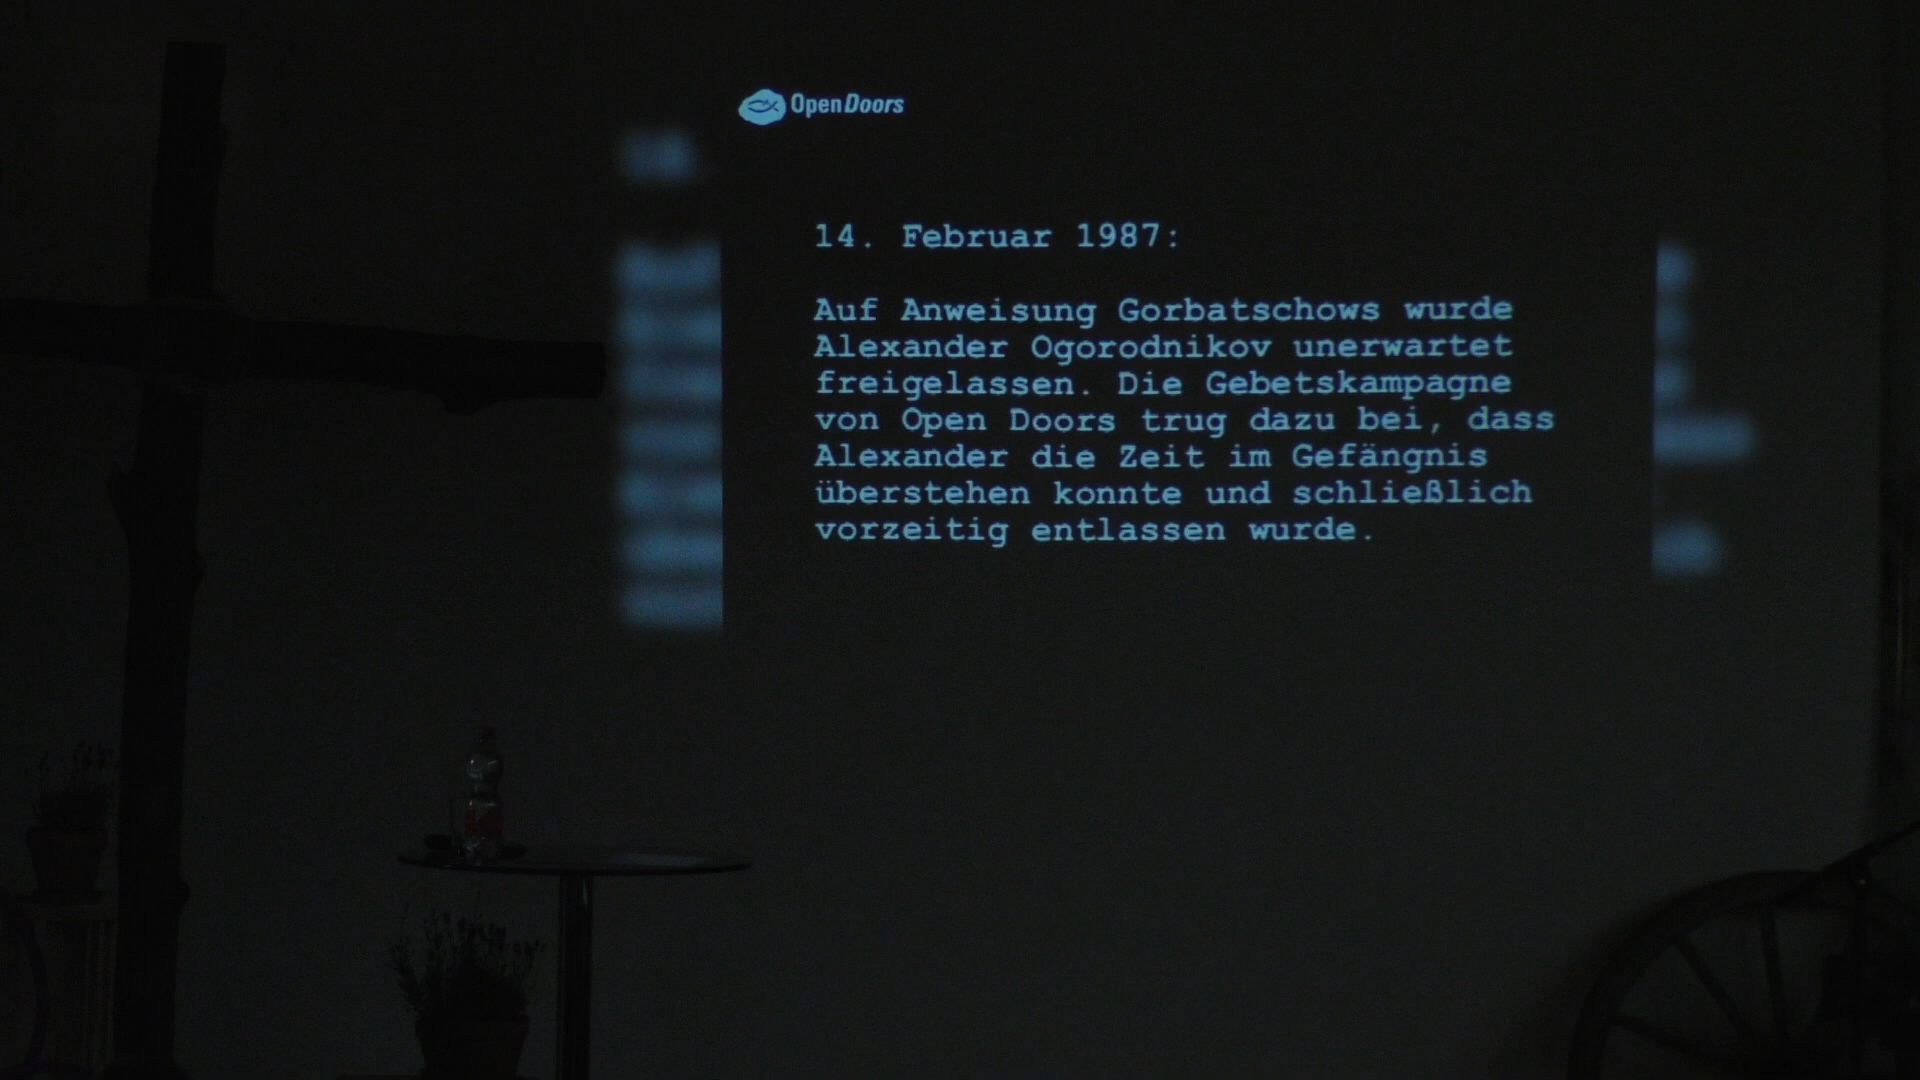 OpenDoors
14. Februar 1987:
Auf Anweisung Gorbatschows wurde
Alexander Ogorodnikov unerwartet
freigelassen. Die Gebetskampagne
von Open Doors trug dazu bei, dass
Alexander die Zeit im Gefängnis
überstehen konnte und schließlich
vorzeitig entlassen wurde.